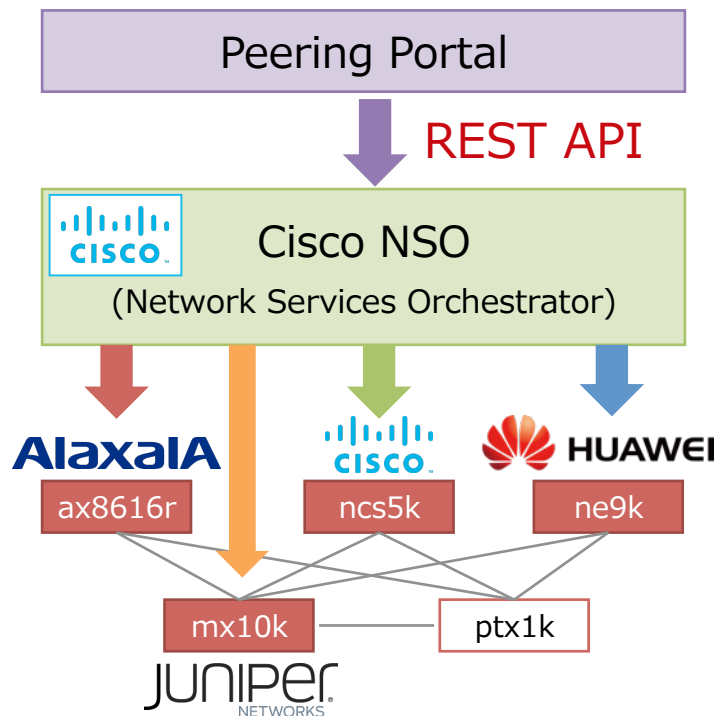 Peering Portal
REST API
CISCO
Cisco NSO
(Network Services Orchestrator)
AlaxalA
CISCO
HUAWEI
ax8616r
ncs5k
ne9k
mx10k
ptx1k
JUNIPER
NETWORKS